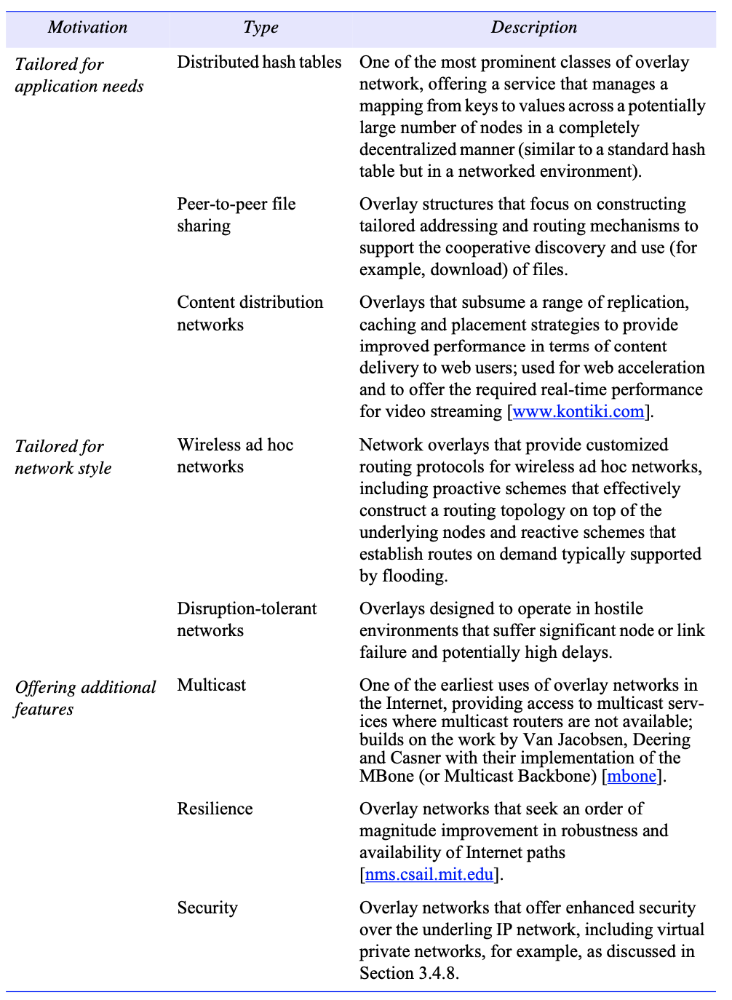 Motivation Type Description
Tailored for
application needs
Distributed hash tables
One of the most prominent classes of overlay
network, offering a service that manages a
mapping from keys to values across a potentially
large number of nodes in a completely
decentralized manner (similar to a standard hash
table but in a networked environment).
Peer-to-peer file
sharing
Overlay structures that focus on constructing
tailored addressing and routing mechanisms to
support the cooperative discovery and use (for
example, download) of files.
Content distribution
networks
Overlays that subsume a range of replication,
caching and placement strategies to provide
improved performance in terms of content
delivery to web users; used for web acceleration
and to offer the required real-time performance
for video streaming [www.kontiki.com].
Tailored for
network style
Wireless ad hoc
networks
Network overlays that provide customized
routing protocols for wireless ad hoc networks,
including proactive schemes that effectively
construct a routing topology on top of the
underlying nodes and reactive schemes that
establish routes on demand typically supported
by flooding.
Disruption-tolerant
networks
Overlays designed to operate in hostile
environments that suffer significant node or link
failure and potentially high delays.
Offering additional
features
Multicast
One of the earliest uses of overlay networks in
the Internet, providing access to multicast serv-
ices where multicast routers are not available;
builds on the work by Van Jacobsen, Deering
and Casner with their implementation of the
MBone (or Multicast Backbone) [mbone].
Resilience
Overlay networks that seek an order of
magnitude improvement in robustness and
availability of Internet paths
[nms.csail.mit.edu].
Security
Overlay networks that offer enhanced security
over the underling IP network, including virtual
private networks, for example, as discussed in
Section 3.4.8.